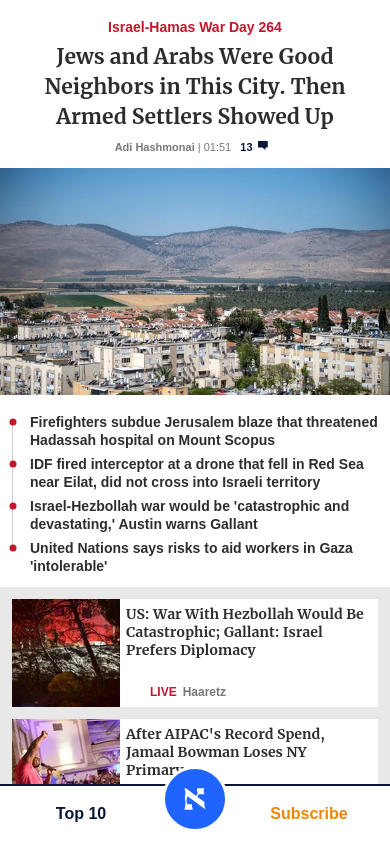 Israel-Hamas War Day 264
Jews and Arabs Were Good
Neighbors in This City. Then
Armed Settlers Showed Up
Adi Hashmonai | 01:51 13
Firefighters subdue Jerusalem blaze that threatened
Hadassah hospital on Mount Scopus
IDF fired interceptor at a drone that fell in Red Sea
near Eilat, did not cross into Israeli territory
Israel-Hezbollah war would be 'catastrophic and
devastating,' Austin warns Gallant
United Nations says risks to aid workers in Gaza
'intolerable'
US: War With Hezbollah Would Be
Catastrophic; Gallant: Israel
Prefers Diplomacy
LIVE Haaretz
After AIPAC's Record Spend,
Jamaal Bowman Loses NY
Primary
Top 10
Subscribe